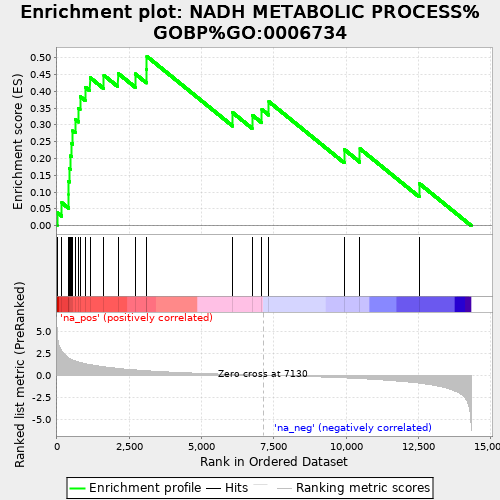 Enrichment plot: NADH METABOLIC PROCESS%
GOBP%GO:0006734
Enrichment score (ES)
0.50
0.45
0.40
0.35
0.30
0.25
0.20
0.15
0.10
0.05
0.00
'na_pos' (positively correlated)
Ranked list metric (PreRanked)
5.0
2.5
0.0
-2.5
-5.0
Zero cross at 7130
'na_neg' (negatively correlated)
0 2,500 5,000 7,500 10,000 12,500 15,000
Rank in Ordered Dataset
Enrichment profile Hits Ranking metric scores